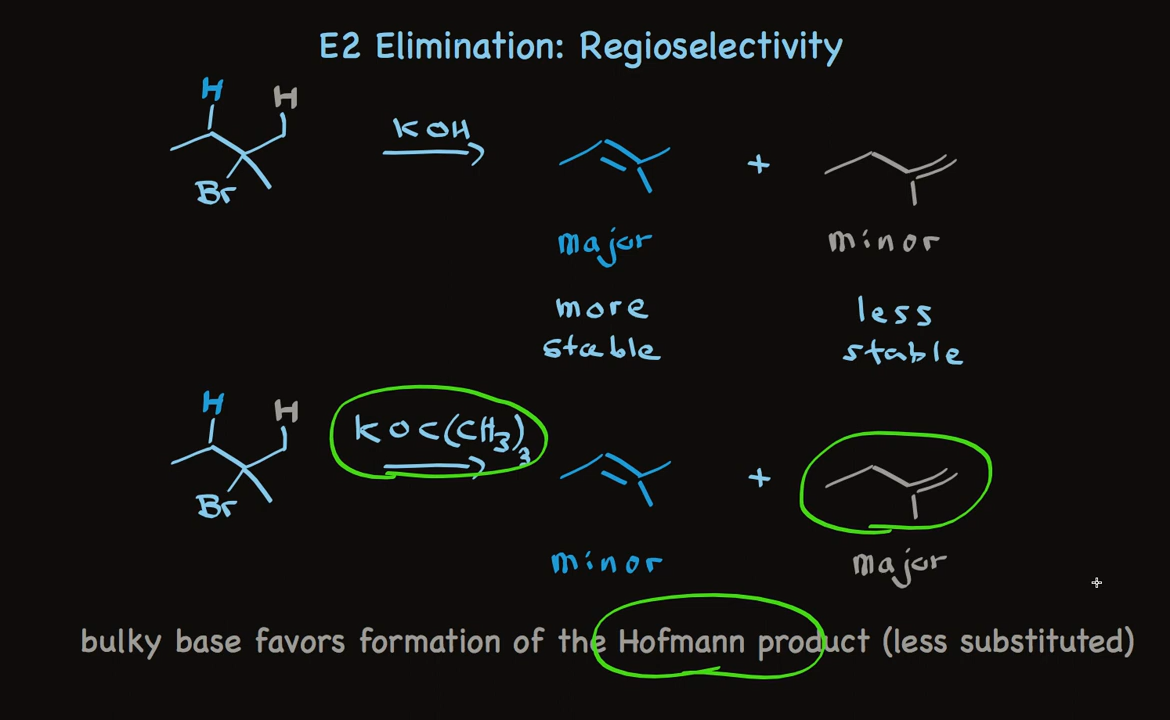 E2 Elimination: Regioselectivity
H H
KOH
Br
+
major minor
more less
stable stable
H H
KOC(CH3)3
Br
+
minor major
bulky base favors formation of the Hofmann product (less substituted)